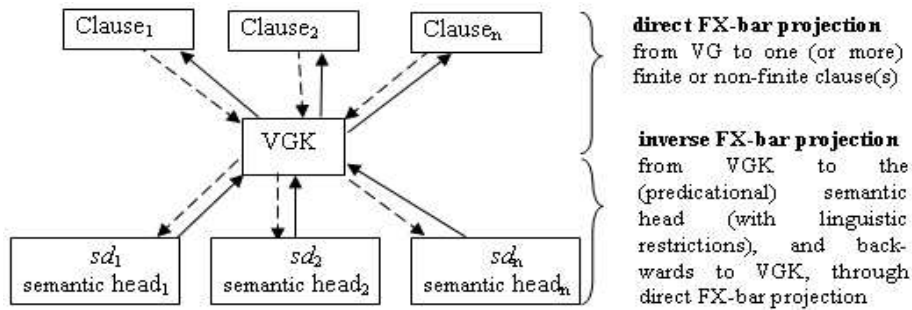 Clause1
Clause2
Clausen
direct FX-bar projection
from VG to one (or more)
finite or non-finite clause(s)
VGK
inverse FX-bar projection
from VGK to the
(predicational) semantic
head (with linguistic
restrictions), and back-
wards to VGK, through
direct FX-bar projection
sd1
semantic head1
sd2
semantic head2
sdn
semantic headn